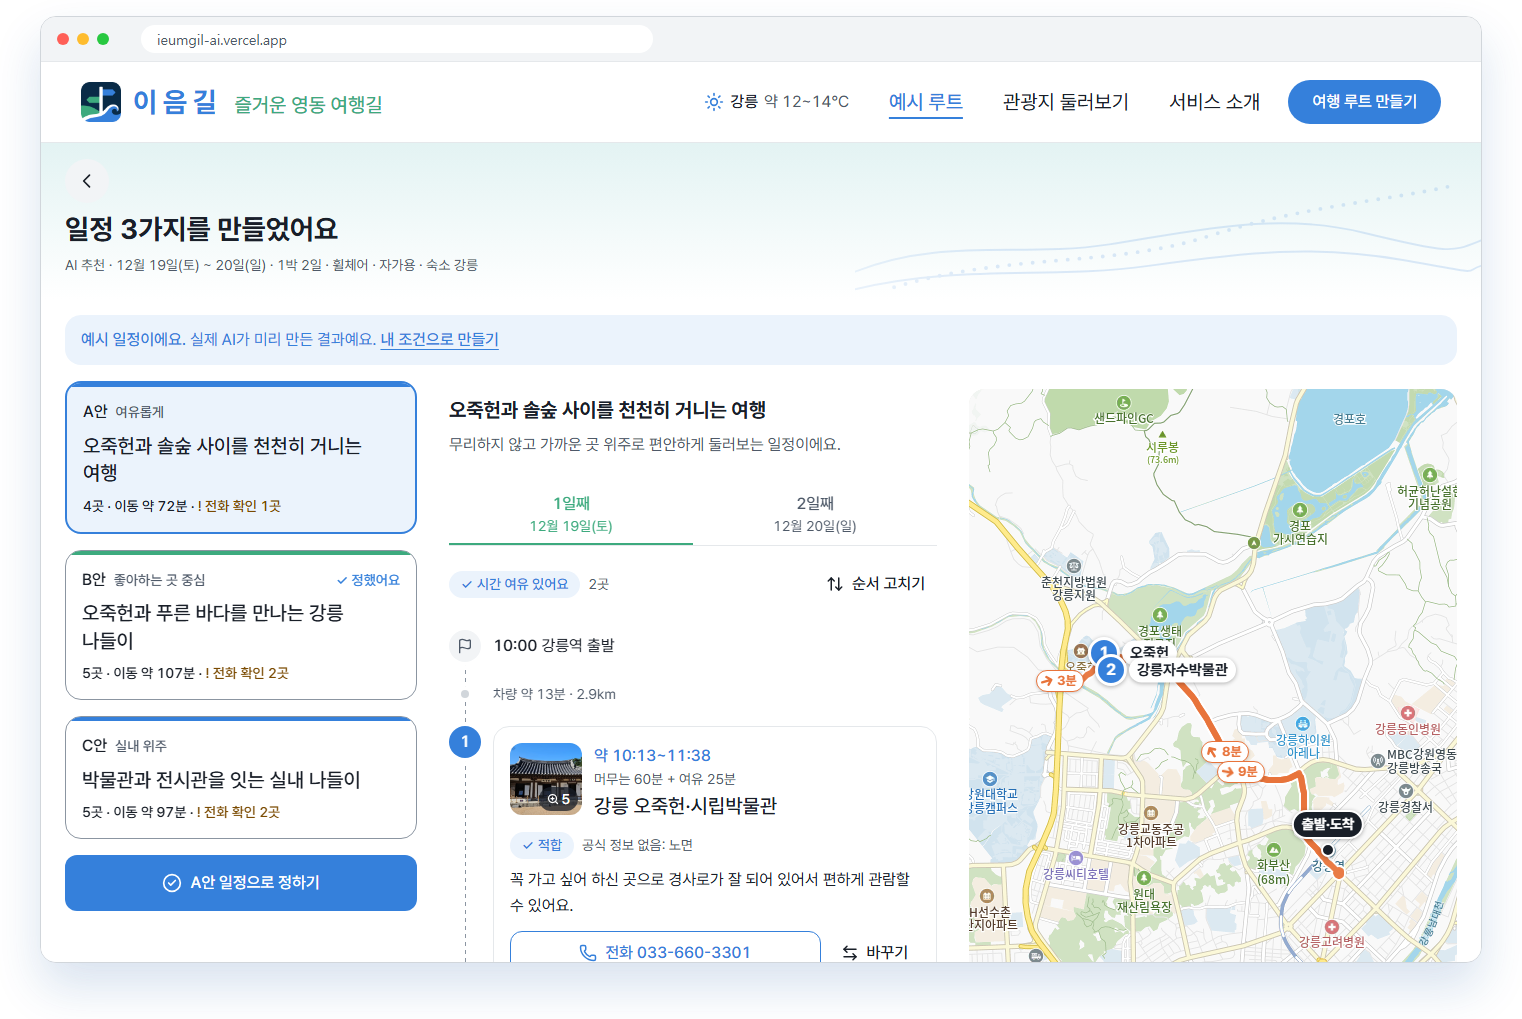 ieumgil-ai.vercel.app
이음길 즐거운 영동 여행길
강릉 약 12~14°C
예시 루트
관광지 둘러보기
서비스 소개
여행 루트 만들기
일정 3가지를 만들었어요
AI 추천 · 12월 19일(토) ~ 20일(일) · 1박 2일 · 휠체어 · 자가용 · 숙소 강릉
예시 일정이에요. 실제 AI가 미리 만든 결과예요. 내 조건으로 만들기
A안 여유롭게
오죽헌과 솔숲 사이를 천천히 거니는
여행
4곳 · 이동 약 72분 · ! 전화 확인 1곳
B안 좋아하는 곳 중심 정했어요
오죽헌과 푸른 바다를 만나는 강릉
나들이
5곳 · 이동 약 107분 · ! 전화 확인 2곳
C안 실내 위주
박물관과 전시관을 잇는 실내 나들이
5곳 · 이동 약 97분 · ! 전화 확인 2곳
A안 일정으로 정하기
오죽헌과 솔숲 사이를 천천히 거니는 여행
무리하지 않고 가까운 곳 위주로 편안하게 둘러보는 일정이에요.
1일째
12월 19일(토)
2일째
12월 20일(일)
시간 여유 있어요 2곳
순서 고치기
10:00 강릉역 출발
차량 약 13분 · 2.9km
1
약 10:13~11:38
머무는 60분 + 여유 25분
강릉 오죽헌·시립박물관
5
적합 공식 정보 없음: 노면
꼭 가고 싶어 하신 곳으로 경사로가 잘 되어 있어서 편하게 관람할
수 있어요.
전화 033-660-3301
바꾸기
샌드파인GC
경포호
시루봉
(73.6m)
허균허난설헌
기념공원
경포
가시연습지
춘천지방법원
강릉지원
경포생태
1
오죽헌
2
강릉자수박물관
3분
강릉동인병원
강릉하이원
아레나
8분
9분
MBC강원영동
강릉방송국
강원대학교
강릉캠퍼스
강릉경찰서
강릉교동주공
1차아파트
출발·도착
화부산
(68m)
강릉씨티호텔
원대
재산림욕장
H선수촌
단지아파트
강릉고려병원
강릉남대천